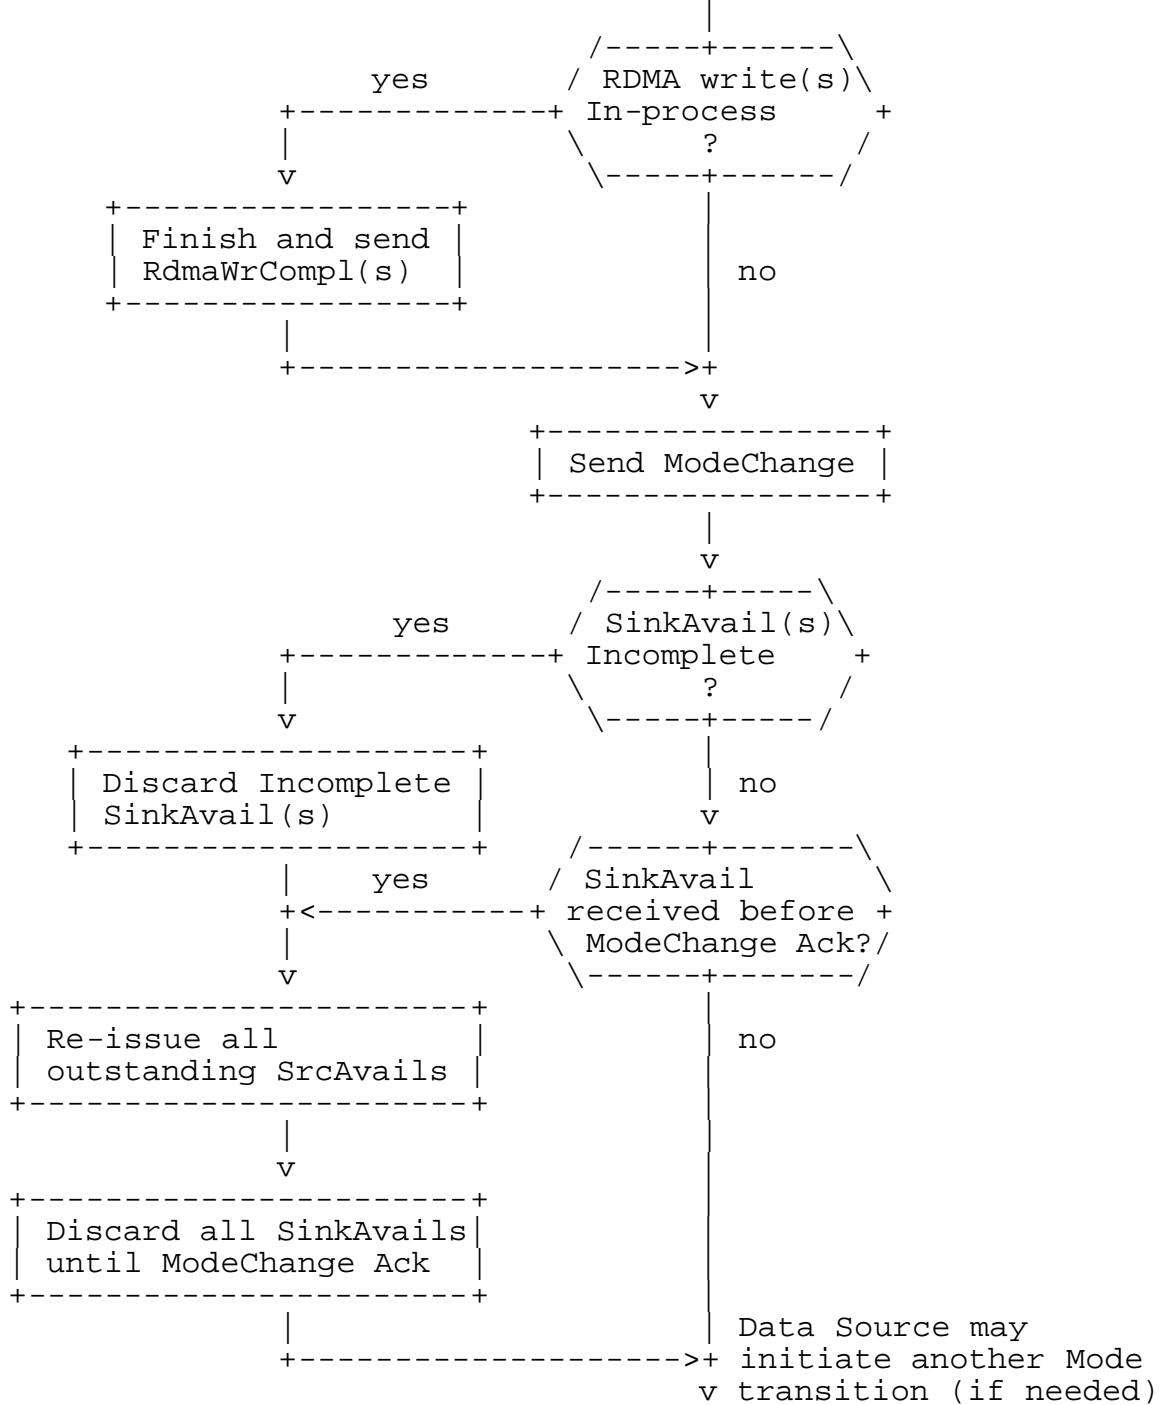 yes RDMA write(s)
In-process
?
Finish and send
RdmaWrCompl(s) no
v
Send ModeChange
v
yes SinkAvail(s)
Incomplete
?
v
Discard Incomplete no
SinkAvail(s) v
yes SinkAvail
received before
ModeChange Ack?
v
Re-issue all no
outstanding SrcAvails
v
Discard all SinkAvails
until ModeChange Ack
Data Source may
initiate another Mode
v transition (if needed)